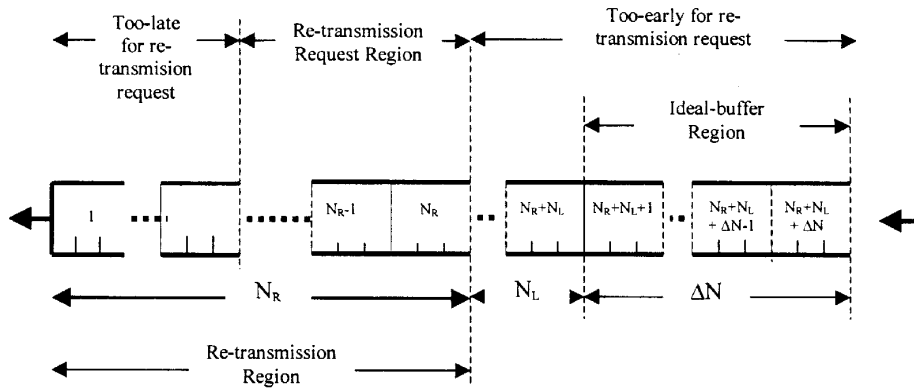 Too-late
for re-
transmision
request
Re-transmission
Request Region
Too-early for re-
transmision request
Ideal-buffer
Region
1
N_R-1
N_R
N_R+N_L
N_R+N_L+1
N_R+N_L
+ ΔN-1
N_R+N_L
+ ΔN
N_R
N_L
ΔN
Re-transmission
Region